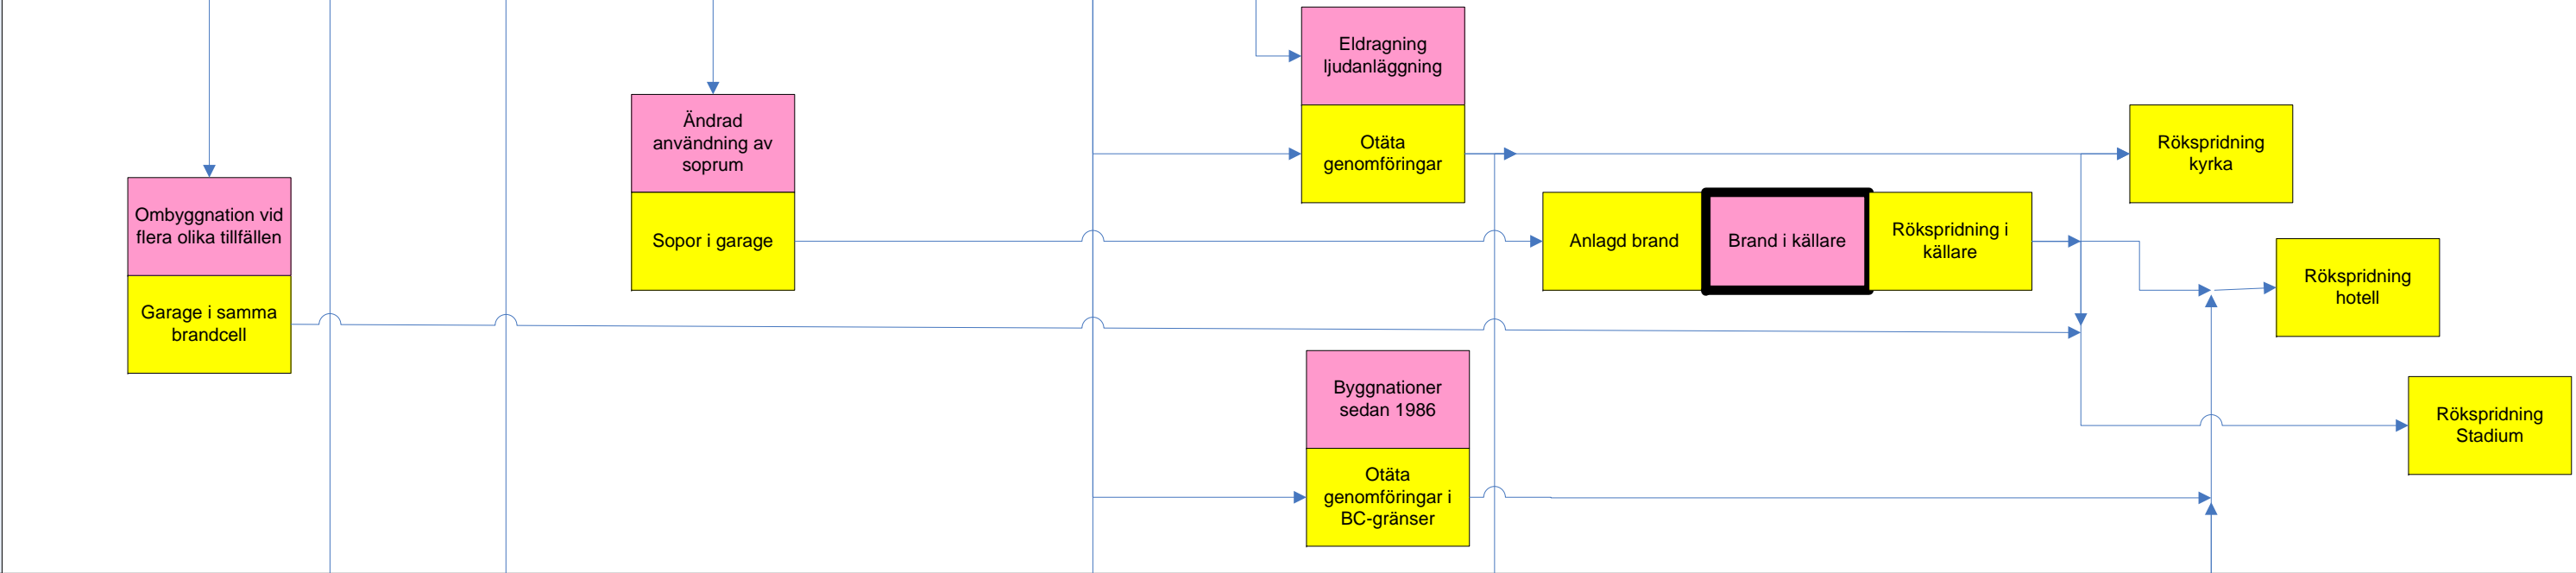 Ombyggnation vid
flera olika tillfällen
Garage i samma
brandcell
Ändrad
användning av
soprum
Sopor i garage
Eldragning
ljudanläggning
Otäta
genomföringar
Byggnationer
sedan 1986
Otäta
genomföringar i
BC-gränser
Anlagd brand
Brand i källare
Rökspridning i
källare
Rökspridning
kyrka
Rökspridning
hotell
Rökspridning
Stadium